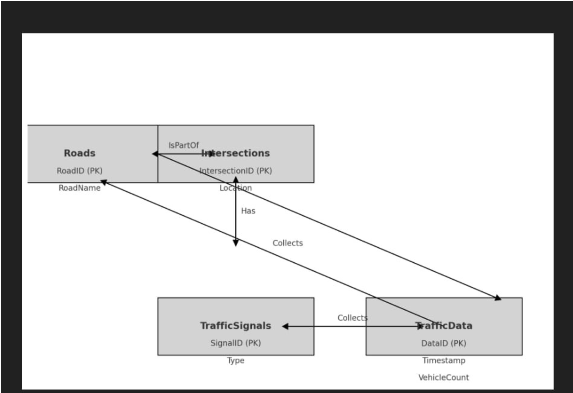 IsPartOf
Roads
Intersections
RoadID (PK)
IntersectionID (PK)
RoadName
Location
Has
Collects
Collects
TrafficSignals
TrafficData
SignalID (PK)
DataID (PK)
Type
Timestamp
VehicleCount